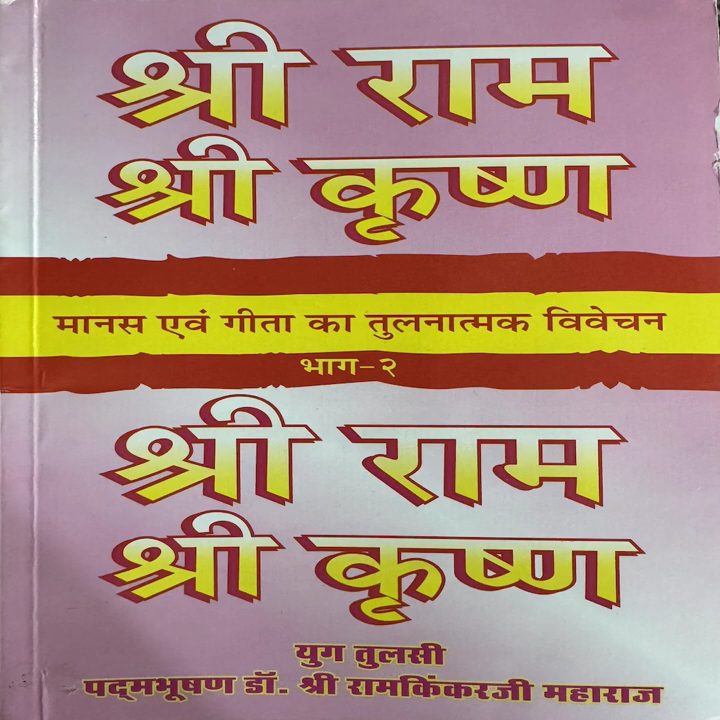 श्री राम
श्री कृष्ण
मानस एवं गीता का तुलनात्मक विवेचन
भाग-२
श्री राम
श्री कृष्ण
युग तुलसी
पद्मभूषण डॉ. श्री रामकिंकरजी महाराज